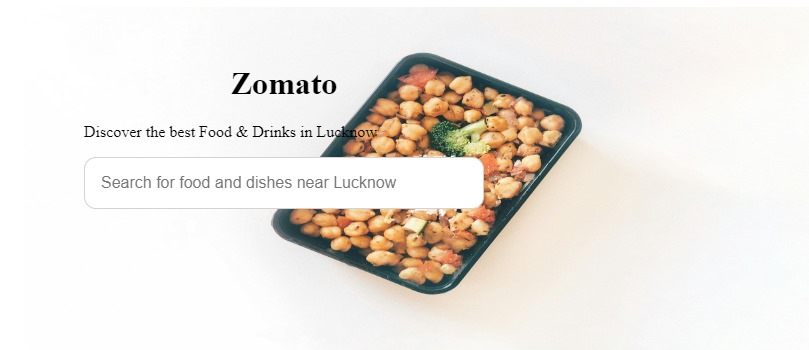 Zomato
Discover the best Food & Drinks in Lucknow
Search for food and dishes near Lucknow